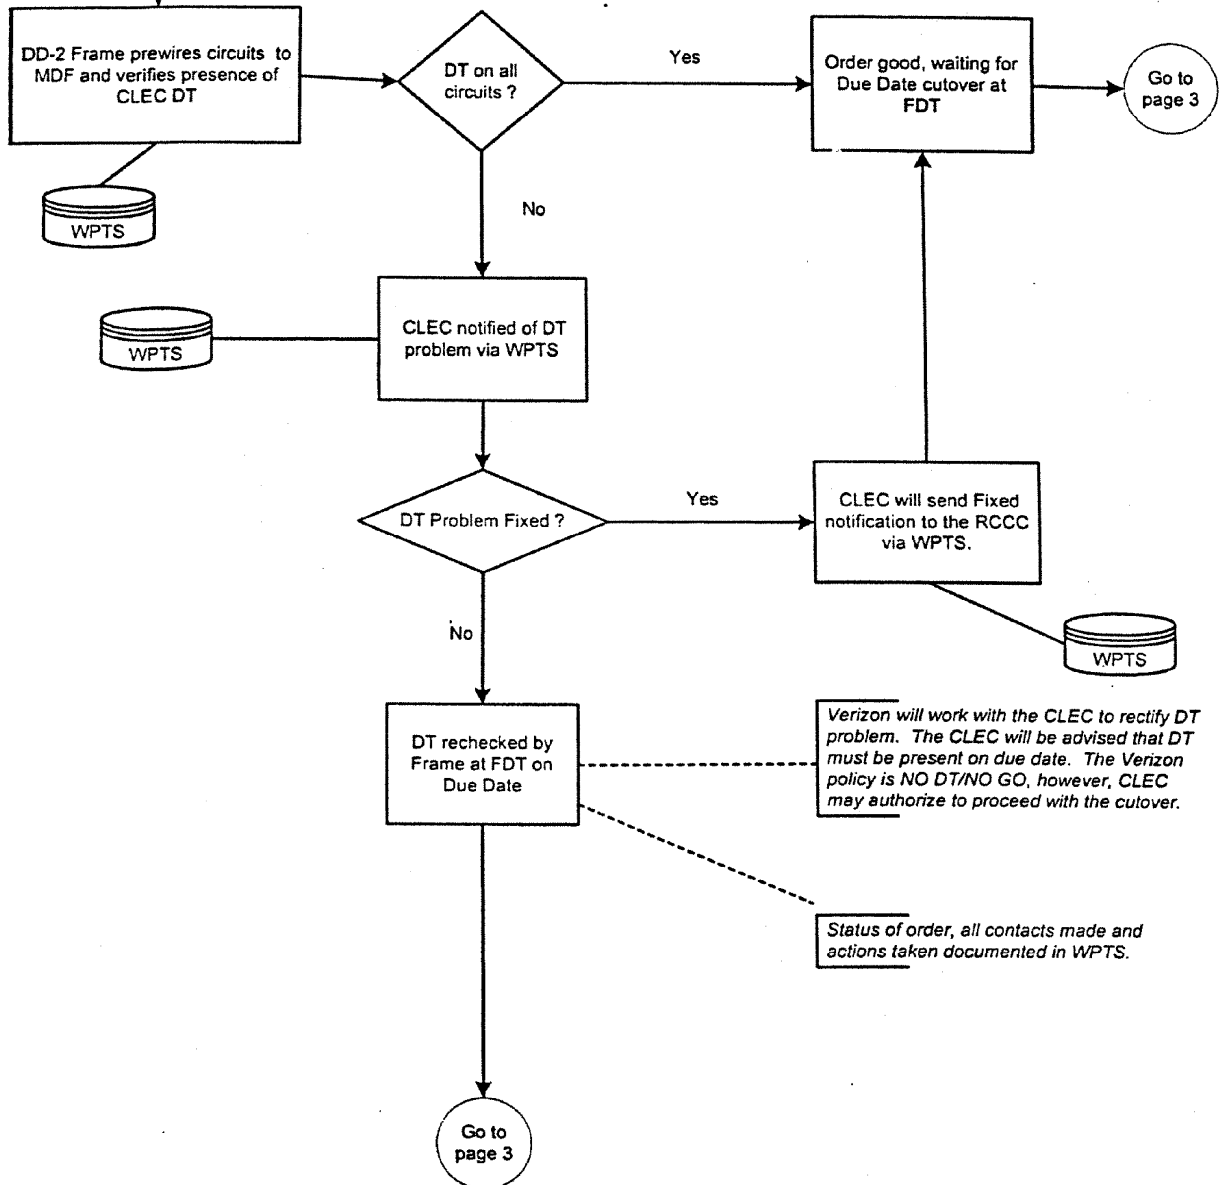 DD-2 Frame prewires circuits to
MDF and verifies presence of
CLEC DT
DT on all
circuits ?
Yes
Order good, waiting for
Due Date cutover at
FDT
Go to
page 3
WPTS
No
CLEC notified of DT
problem via WPTS
WPTS
DT Problem Fixed ?
Yes
CLEC will send Fixed
notification to the RCCC
via WPTS.
WPTS
No
DT rechecked by
Frame at FDT on
Due Date
Verizon will work with the CLEC to rectify DT
problem. The CLEC will be advised that DT
must be present on due date. The Verizon
policy is NO DT/NO GO, however, CLEC
may authorize to proceed with the cutover.
Status of order, all contacts made and
actions taken documented in WPTS.
Go to
page 3